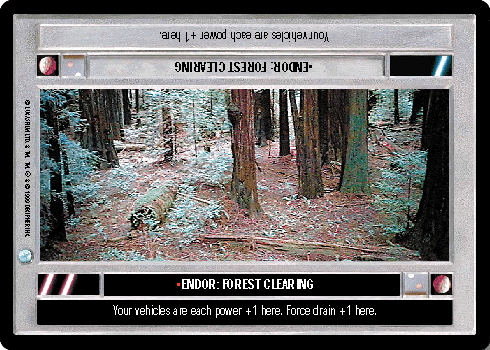 Your vehicles are each power +1 here.
•ENDOR: FOREST CLEARING
•ENDOR: FOREST CLEARING
Your vehicles are each power +1 here. Force drain +1 here.